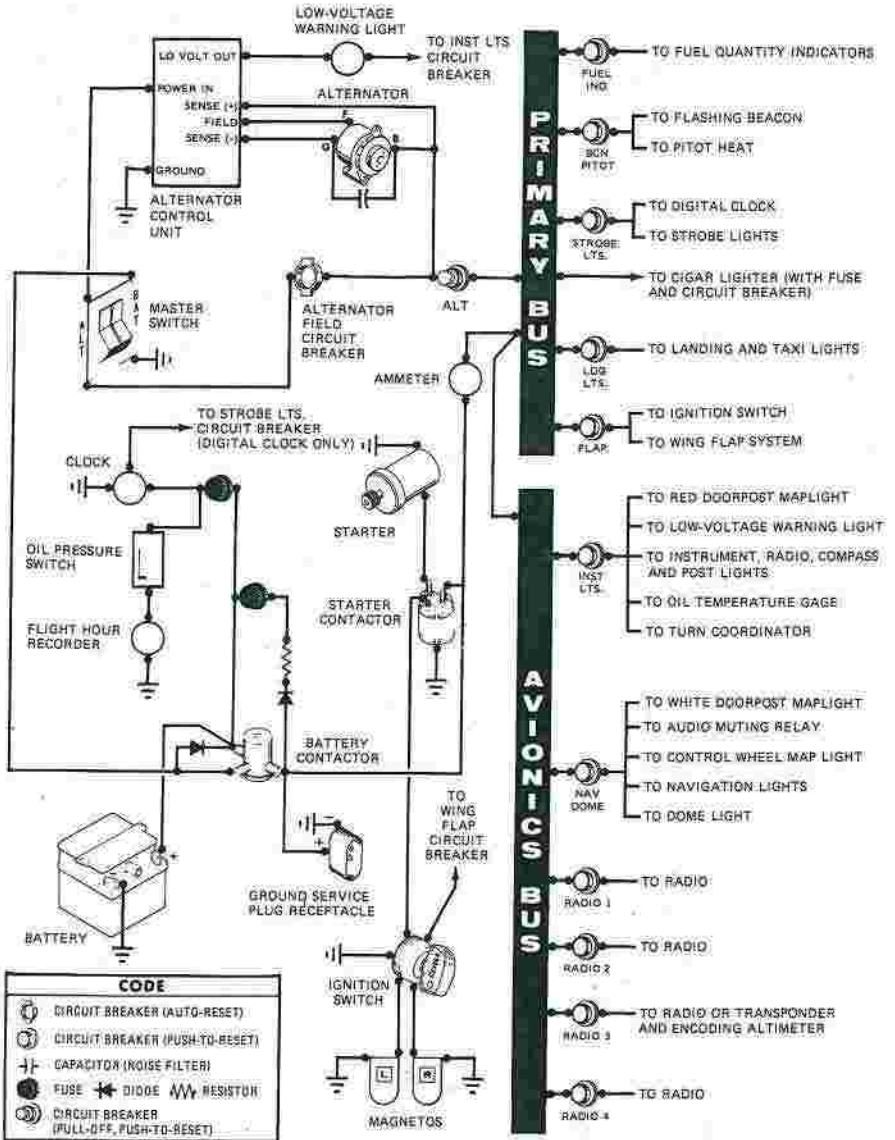 LOW-VOLTAGE
WARNING LIGHT
TO INST LTS
CIRCUIT
BREAKER
LO VOLT OUT
POWER IN
SENSE (+)
FIELD
SENSE (-)
GROUND
ALTERNATOR
F
G
B
ALTERNATOR
CONTROL
UNIT
BAT
ALT
MASTER
SWITCH
ALTERNATOR
FIELD
CIRCUIT
BREAKER
ALT
AMMETER
TO STROBE LTS.
CIRCUIT BREAKER
(DIGITAL CLOCK ONLY)
CLOCK
STARTER
OIL PRESSURE
SWITCH
FLIGHT HOUR
RECORDER
STARTER
CONTACTOR
BATTERY
CONTACTOR
TO
WING
FLAP
CIRCUIT
BREAKER
- +
GROUND SERVICE
PLUG RECEPTACLE
+
-
BATTERY
IGNITION
SWITCH
L
R
MAGNETOS
PRIMARY BUS
FUEL
IND
TO FUEL QUANTITY INDICATORS
BCN
PITOT
TO FLASHING BEACON
TO PITOT HEAT
STROBE
LTS.
TO DIGITAL CLOCK
TO STROBE LIGHTS
TO CIGAR LIGHTER (WITH FUSE
AND CIRCUIT BREAKER)
LDG
LTS.
TO LANDING AND TAXI LIGHTS
FLAP
TO IGNITION SWITCH
TO WING FLAP SYSTEM
AVIONICS BUS
INST
LTS.
TO RED DOORPOST MAPLIGHT
TO LOW-VOLTAGE WARNING LIGHT
TO INSTRUMENT, RADIO, COMPASS
AND POST LIGHTS
TO OIL TEMPERATURE GAGE
TO TURN COORDINATOR
NAV
DOME
TO WHITE DOORPOST MAPLIGHT
TO AUDIO MUTING RELAY
TO CONTROL WHEEL MAP LIGHT
TO NAVIGATION LIGHTS
TO DOME LIGHT
RADIO 1
TO RADIO
RADIO 2
TO RADIO
RADIO 3
TO RADIO OR TRANSPONDER
AND ENCODING ALTIMETER
RADIO 4
TO RADIO
CODE
CIRCUIT BREAKER (AUTO-RESET)
CIRCUIT BREAKER (PUSH-TO-RESET)
CAPACITOR (NOISE FILTER)
FUSE DIODE RESISTOR
CIRCUIT BREAKER
(PULL-OFF, PUSH-TO-RESET)